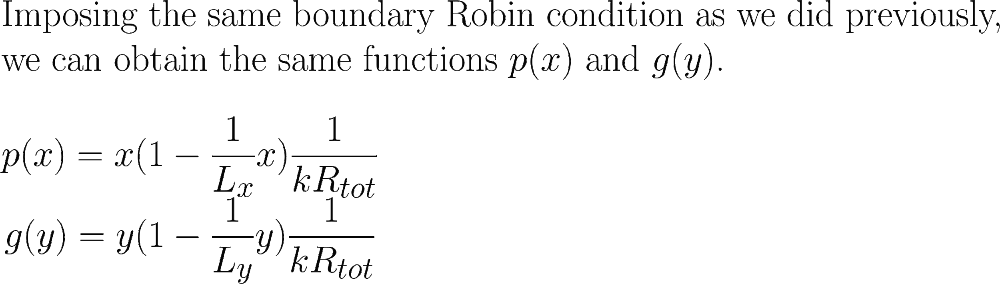 Imposing the same boundary Robin condition as we did previously,
we can obtain the same functions $p(x)$ and $g(y)$.
$p(x) = x(1 - \frac{1}{L_x}x)\frac{1}{kR_{tot}}$
$g(y) = y(1 - \frac{1}{L_y}y)\frac{1}{kR_{tot}}$